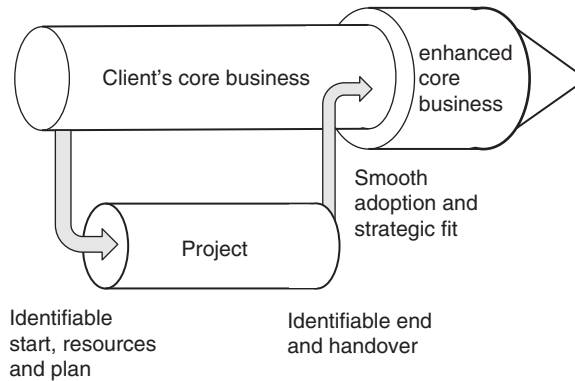 Client's core business
enhanced
core
business
Smooth
adoption and
strategic fit
Project
Identifiable
start, resources
and plan
Identifiable end
and handover